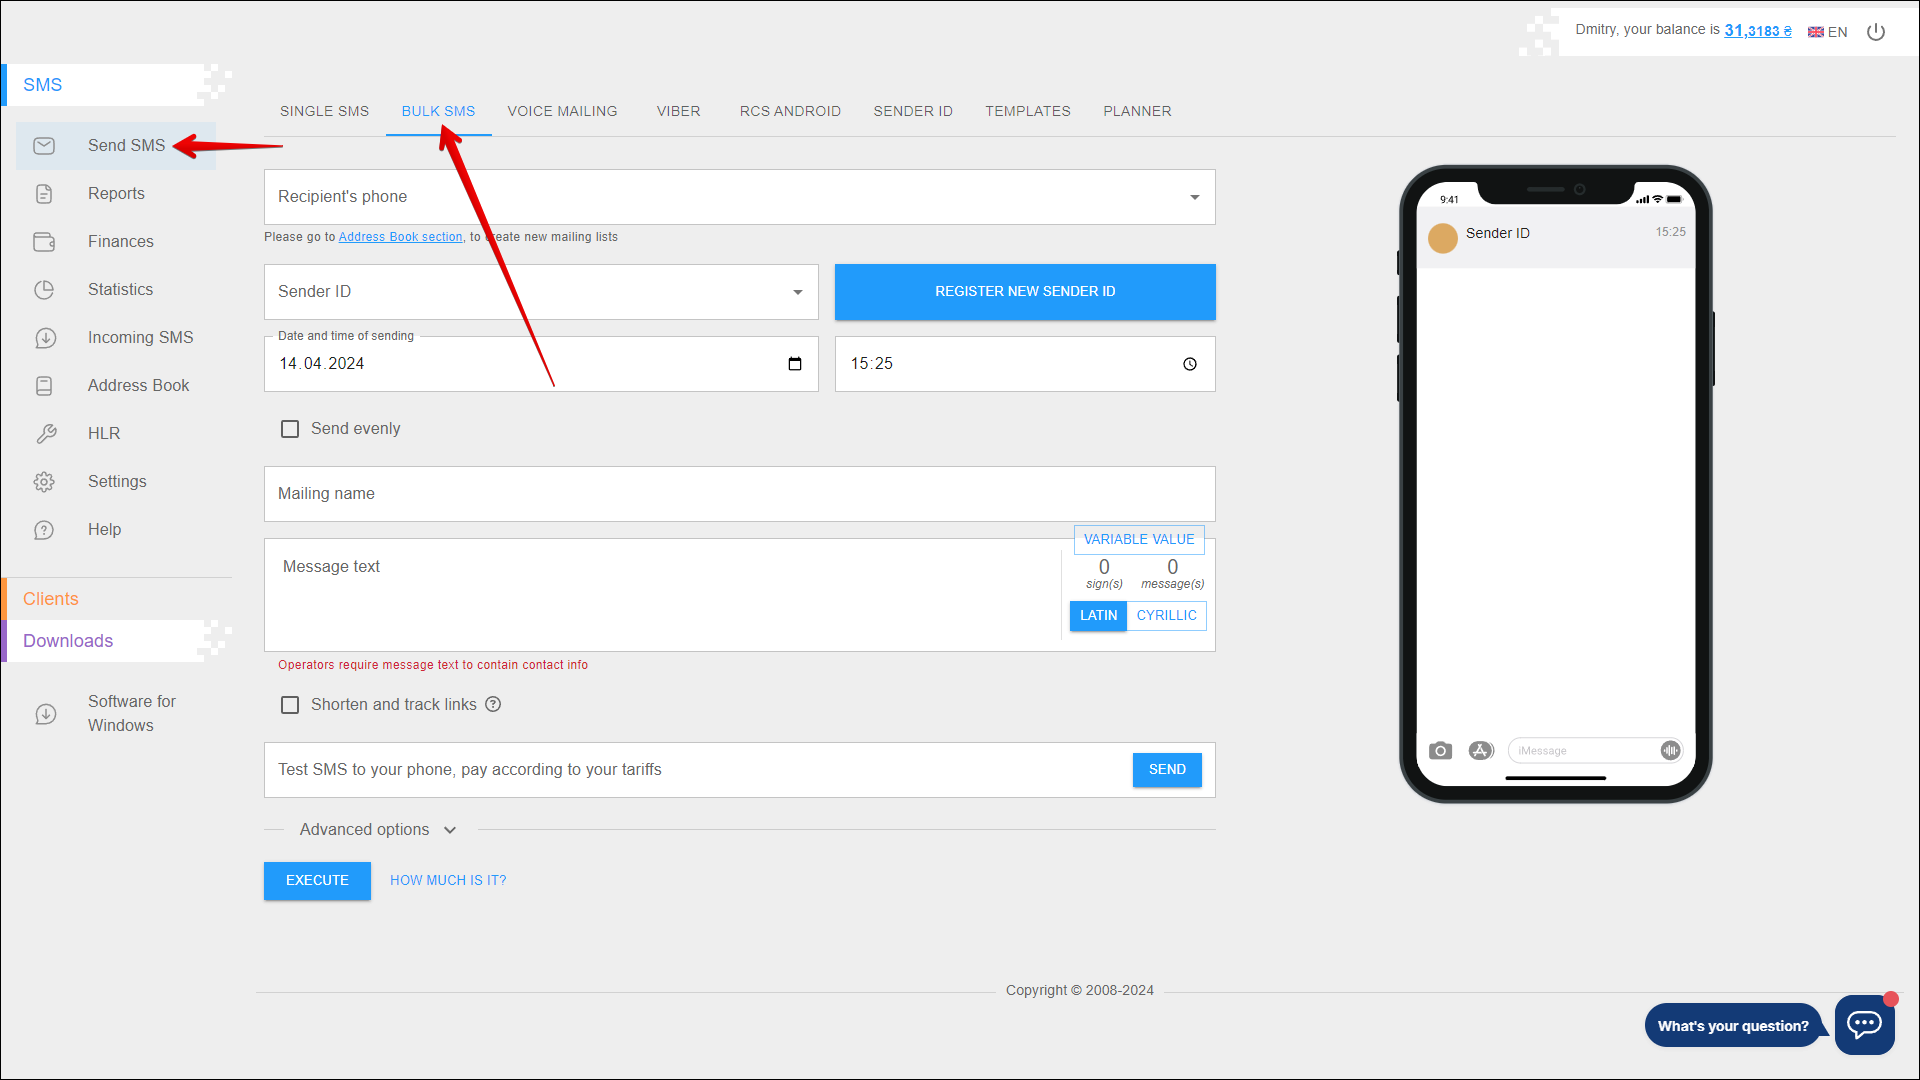 Dmitry, your balance is 31,3183 ₴ EN
SMS
Send SMS
Reports
Finances
Statistics
Incoming SMS
Address Book
HLR
Settings
Help
Clients
Downloads
Software for
Windows
SINGLE SMS BULK SMS VOICE MAILING VIBER RCS ANDROID SENDER ID TEMPLATES PLANNER
Recipient's phone
Please go to Address Book section, to create new mailing lists
Sender ID
REGISTER NEW SENDER ID
Date and time of sending
14.04.2024
15:25
Send evenly
Mailing name
VARIABLE VALUE
Message text
0 0
sign(s) message(s)
LATIN CYRILLIC
Operators require message text to contain contact info
Shorten and track links ?
Test SMS to your phone, pay according to your tariffs
SEND
Advanced options
EXECUTE
HOW MUCH IS IT?
9:41
Sender ID
15:25
iMessage
Copyright © 2008-2024
What's your question?